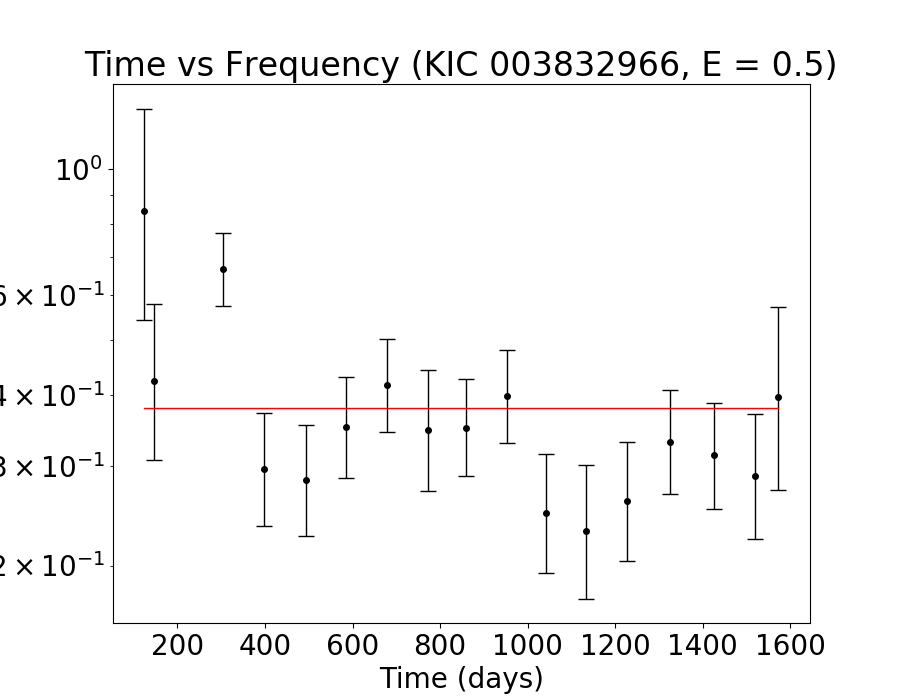 Time vs Frequency (KIC 003832966, E = 0.5)
10⁰
6 × 10⁻¹
4 × 10⁻¹
3 × 10⁻¹
2 × 10⁻¹
200 400 600 800 1000 1200 1400 1600
Time (days)